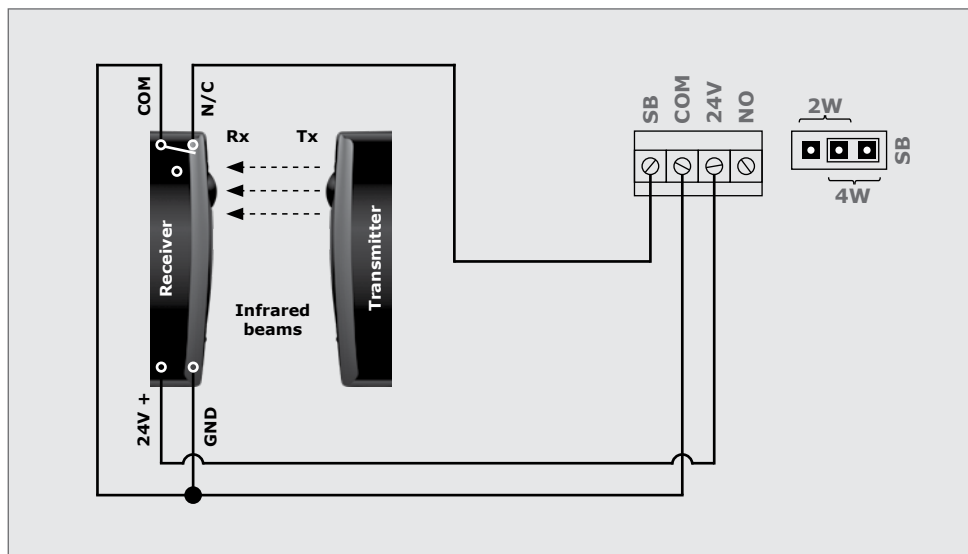 COM
N/C
Rx
Tx
Receiver
Transmitter
Infrared
beams
24V +
GND
SB
COM
24V
NO
2W
SB
4W